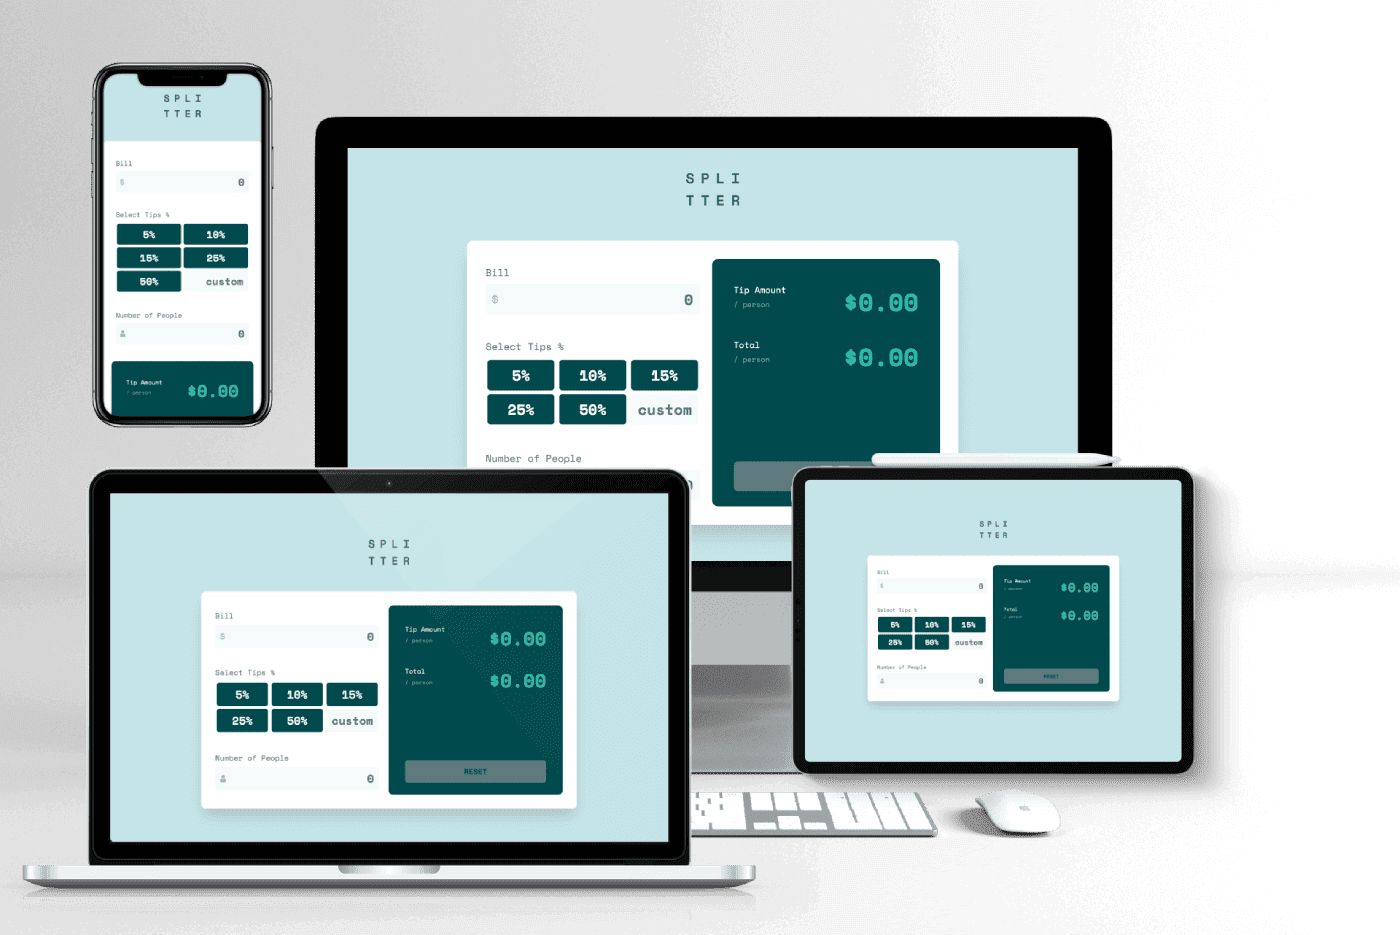 SPLI
TTER
Bill
$ 0
Select Tips %
5% 10%
15% 25%
50% custom
Number of People
0
Tip Amount
/ person
$0.00
SPLI
TTER
Bill
$ 0
Select Tips %
5% 10% 15%
25% 50% custom
Number of People
Tip Amount
/ person
$0.00
Total
/ person
$0.00
SPLI
TTER
Bill
$ 0
Select Tips %
5% 10% 15%
25% 50% custom
Number of People
0
Tip Amount
/ person
$0.00
Total
/ person
$0.00
RESET
SPLI
TTER
Bill
$ 0
Select Tips %
5% 10% 15%
25% 50% custom
Number of People
0
Tip Amount
/ person
$0.00
Total
/ person
$0.00
RESET